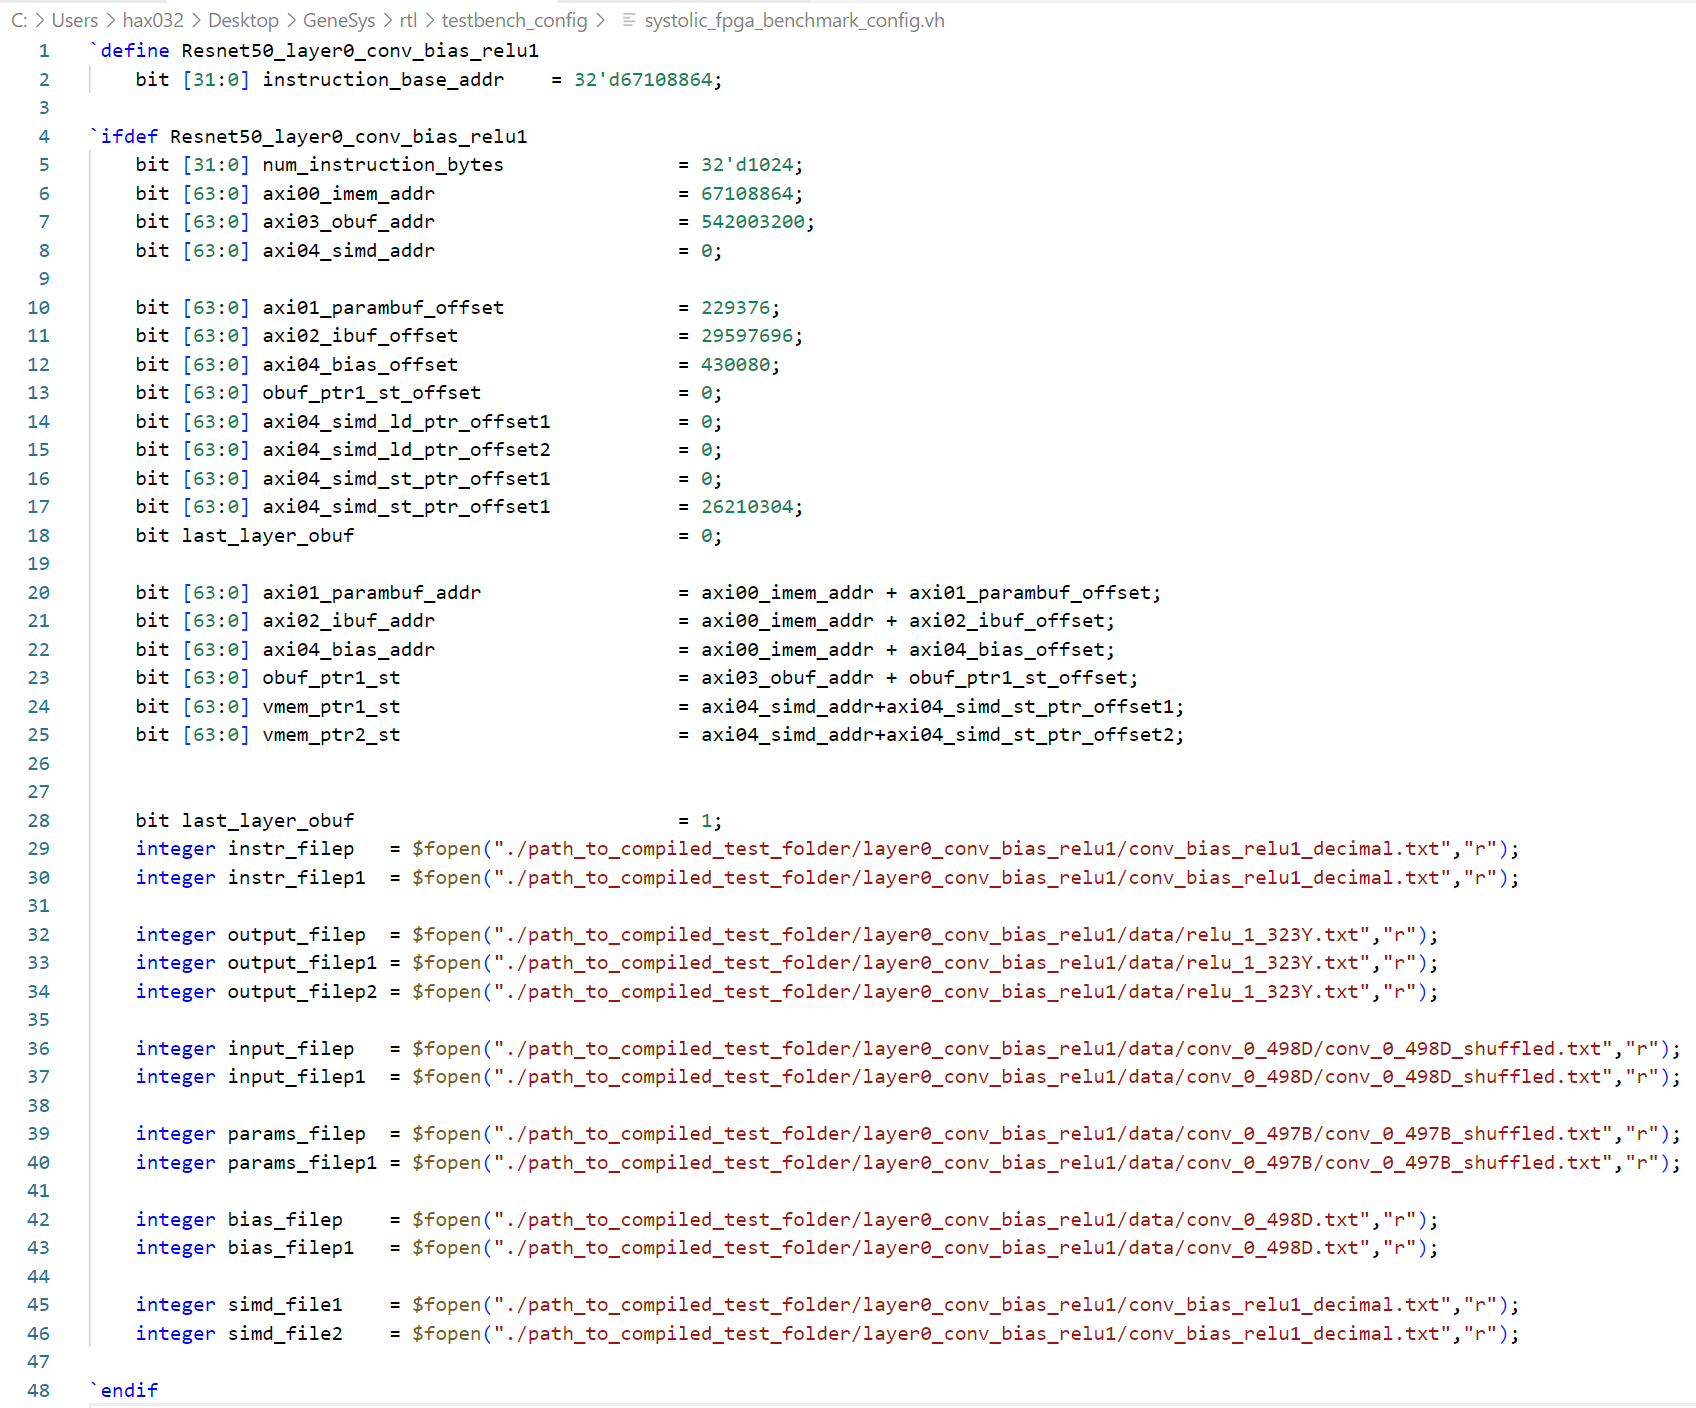 C: > Users > hax032 > Desktop > GeneSys > rtl > testbench_config > systolic_fpga_benchmark_config.vh
1 `define Resnet50_layer0_conv_bias_relu1
2 bit [31:0] instruction_base_addr = 32'd67108864;
3
4 `ifdef Resnet50_layer0_conv_bias_relu1
5 bit [31:0] num_instruction_bytes = 32'd1024;
6 bit [63:0] axi00_imem_addr = 67108864;
7 bit [63:0] axi03_obuf_addr = 542003200;
8 bit [63:0] axi04_simd_addr = 0;
9
10 bit [63:0] axi01_parambuf_offset = 229376;
11 bit [63:0] axi02_ibuf_offset = 29597696;
12 bit [63:0] axi04_bias_offset = 430080;
13 bit [63:0] obuf_ptr1_st_offset = 0;
14 bit [63:0] axi04_simd_ld_ptr_offset1 = 0;
15 bit [63:0] axi04_simd_ld_ptr_offset2 = 0;
16 bit [63:0] axi04_simd_st_ptr_offset1 = 0;
17 bit [63:0] axi04_simd_st_ptr_offset1 = 26210304;
18 bit last_layer_obuf = 0;
19
20 bit [63:0] axi01_parambuf_addr = axi00_imem_addr + axi01_parambuf_offset;
21 bit [63:0] axi02_ibuf_addr = axi00_imem_addr + axi02_ibuf_offset;
22 bit [63:0] axi04_bias_addr = axi00_imem_addr + axi04_bias_offset;
23 bit [63:0] obuf_ptr1_st = axi03_obuf_addr + obuf_ptr1_st_offset;
24 bit [63:0] vmem_ptr1_st = axi04_simd_addr+axi04_simd_st_ptr_offset1;
25 bit [63:0] vmem_ptr2_st = axi04_simd_addr+axi04_simd_st_ptr_offset2;
26
27
28 bit last_layer_obuf = 1;
29 integer instr_filep = $fopen("./path_to_compiled_test_folder/layer0_conv_bias_relu1/conv_bias_relu1_decimal.txt","r");
30 integer instr_filep1 = $fopen("./path_to_compiled_test_folder/layer0_conv_bias_relu1/conv_bias_relu1_decimal.txt","r");
31
32 integer output_filep = $fopen("./path_to_compiled_test_folder/layer0_conv_bias_relu1/data/relu_1_323Y.txt","r");
33 integer output_filep1 = $fopen("./path_to_compiled_test_folder/layer0_conv_bias_relu1/data/relu_1_323Y.txt","r");
34 integer output_filep2 = $fopen("./path_to_compiled_test_folder/layer0_conv_bias_relu1/data/relu_1_323Y.txt","r");
35
36 integer input_filep = $fopen("./path_to_compiled_test_folder/layer0_conv_bias_relu1/data/conv_0_498D/conv_0_498D_shuffled.txt","r");
37 integer input_filep1 = $fopen("./path_to_compiled_test_folder/layer0_conv_bias_relu1/data/conv_0_498D/conv_0_498D_shuffled.txt","r");
38
39 integer params_filep = $fopen("./path_to_compiled_test_folder/layer0_conv_bias_relu1/data/conv_0_497B/conv_0_497B_shuffled.txt","r");
40 integer params_filep1 = $fopen("./path_to_compiled_test_folder/layer0_conv_bias_relu1/data/conv_0_497B/conv_0_497B_shuffled.txt","r");
41
42 integer bias_filep = $fopen("./path_to_compiled_test_folder/layer0_conv_bias_relu1/data/conv_0_498D.txt","r");
43 integer bias_filep1 = $fopen("./path_to_compiled_test_folder/layer0_conv_bias_relu1/data/conv_0_498D.txt","r");
44
45 integer simd_file1 = $fopen("./path_to_compiled_test_folder/layer0_conv_bias_relu1/conv_bias_relu1_decimal.txt","r");
46 integer simd_file2 = $fopen("./path_to_compiled_test_folder/layer0_conv_bias_relu1/conv_bias_relu1_decimal.txt","r");
47
48 `endif